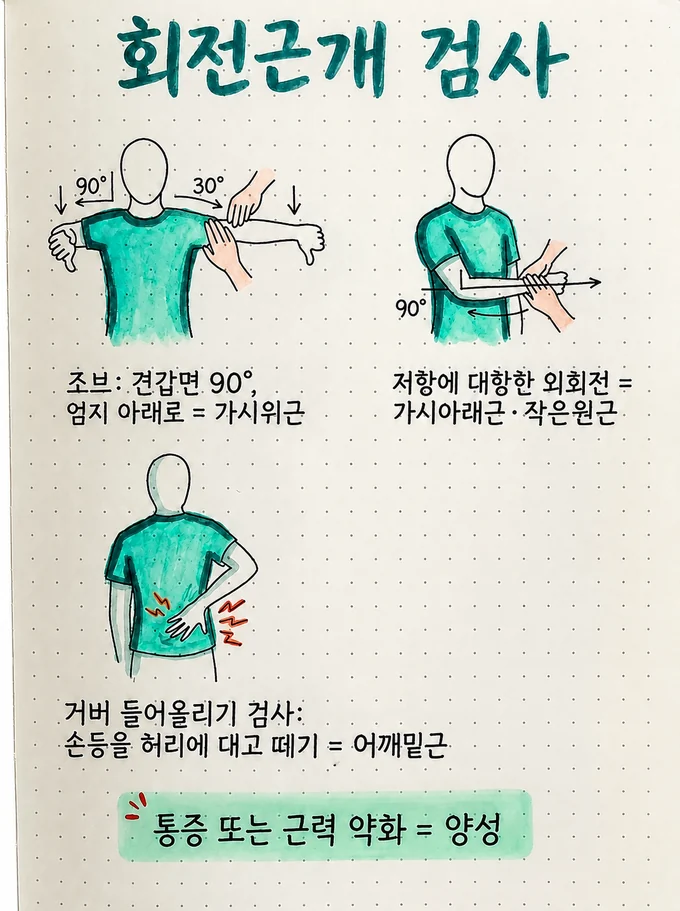 회전근개 검사
90°
30°
90°
조브: 견갑면 90°,
엄지 아래로 = 가시위근
저항에 대항한 외회전 =
가시아래근·작은원근
거버 들어올리기 검사:
손등을 허리에 대고 떼기 = 어깨밑근
통증 또는 근력 약화 = 양성